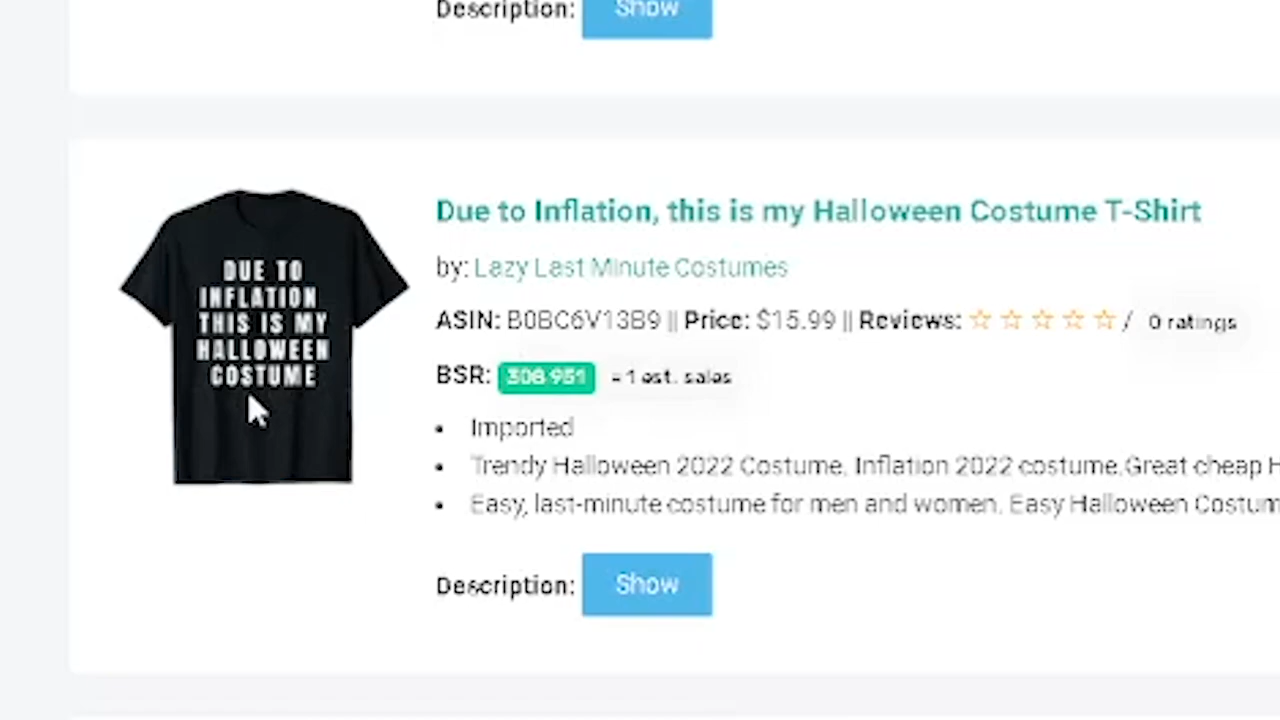 Description: Show
DUE TO
INFLATION
THIS IS MY
HALLOWEEN
COSTUME
Due to Inflation, this is my Halloween Costume T-Shirt
by: Lazy Last Minute Costumes
ASIN: B0BC6V13B9 || Price: $15.99 || Reviews: ☆ ☆ ☆ ☆ ☆ / 0 ratings
BSR: 308 951 ≈ 1 est. sales
• Imported
• Trendy Halloween 2022 Costume. Inflation 2022 costume.Great cheap H
• Easy, last-minute costume for men and women. Easy Halloween Costum
Description: Show